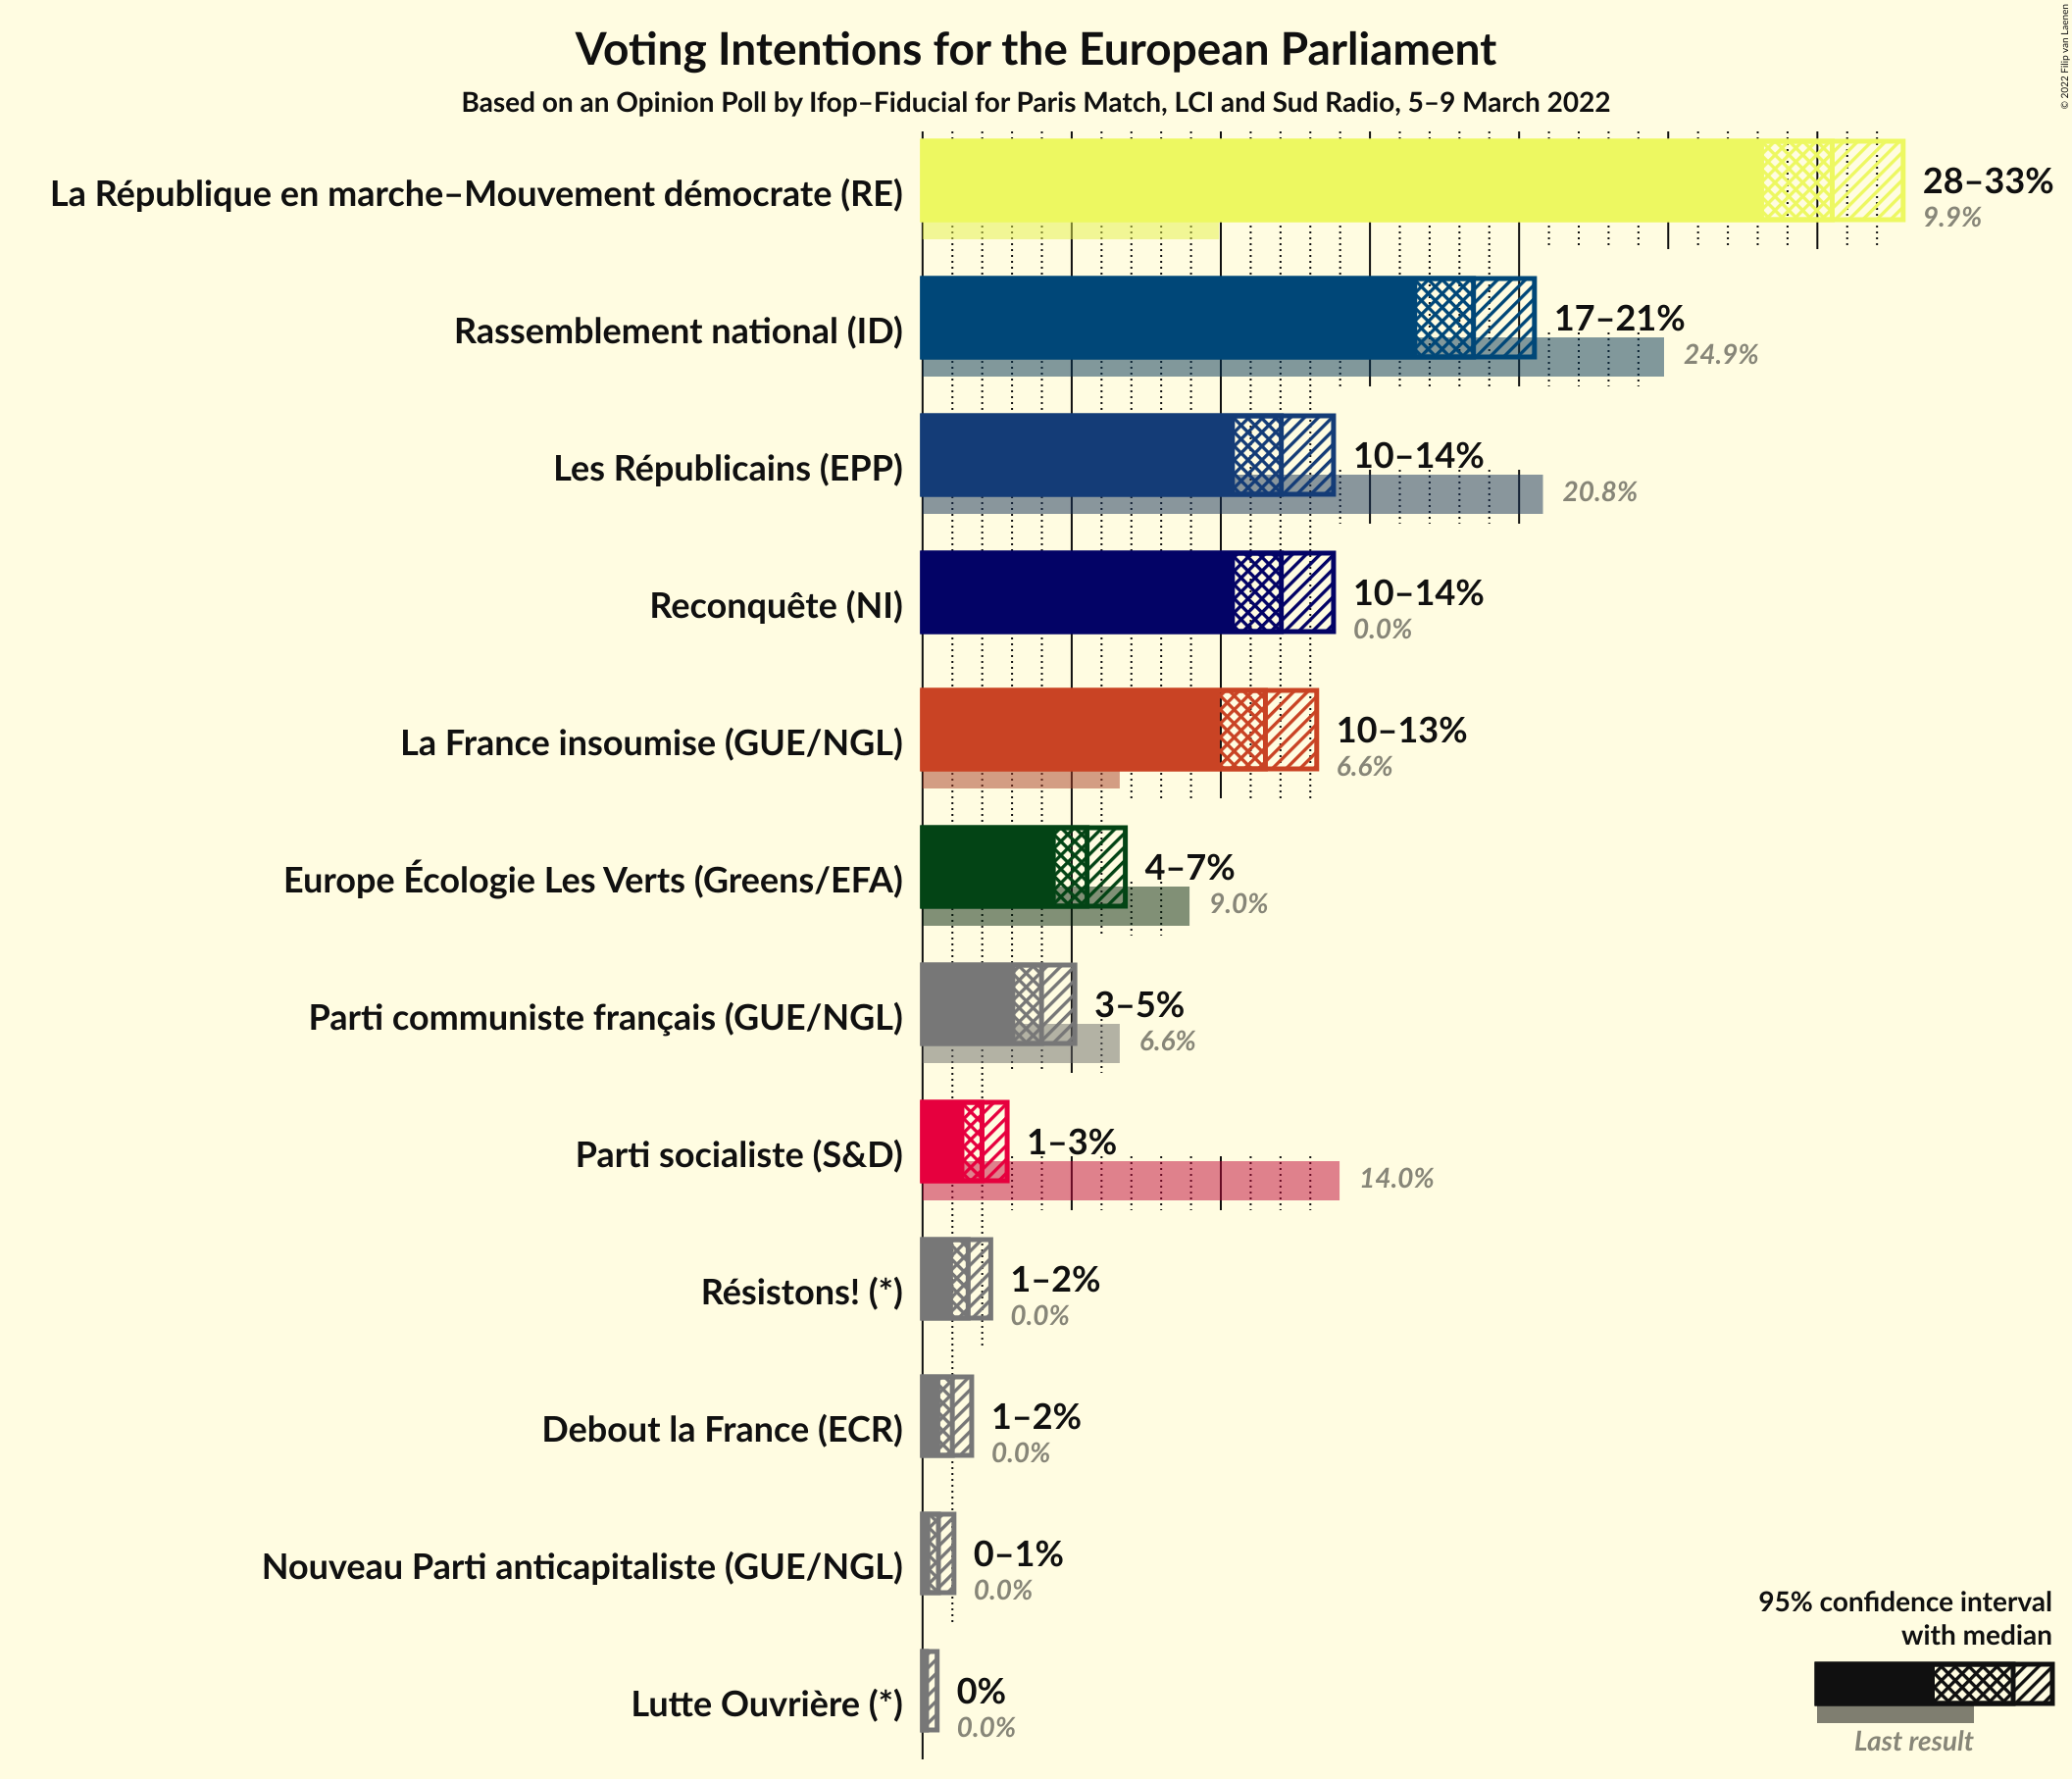 Voting Intentions for the European Parliament
Based on an Opinion Poll by Ifop–Fiducial for Paris Match, LCI and Sud Radio, 5–9 March 2022
© 2022 Filip van Laenen
La République en marche–Mouvement démocrate (RE)
28–33%
9.9%
Rassemblement national (ID)
17–21%
24.9%
Les Républicains (EPP)
10–14%
20.8%
Reconquête (NI)
10–14%
0.0%
La France insoumise (GUE/NGL)
10–13%
6.6%
Europe Écologie Les Verts (Greens/EFA)
4–7%
9.0%
Parti communiste français (GUE/NGL)
3–5%
6.6%
Parti socialiste (S&D)
1–3%
14.0%
Résistons! (*)
1–2%
0.0%
Debout la France (ECR)
1–2%
0.0%
Nouveau Parti anticapitaliste (GUE/NGL)
0–1%
0.0%
Lutte Ouvrière (*)
0%
0.0%
95% confidence interval
with median
Last result